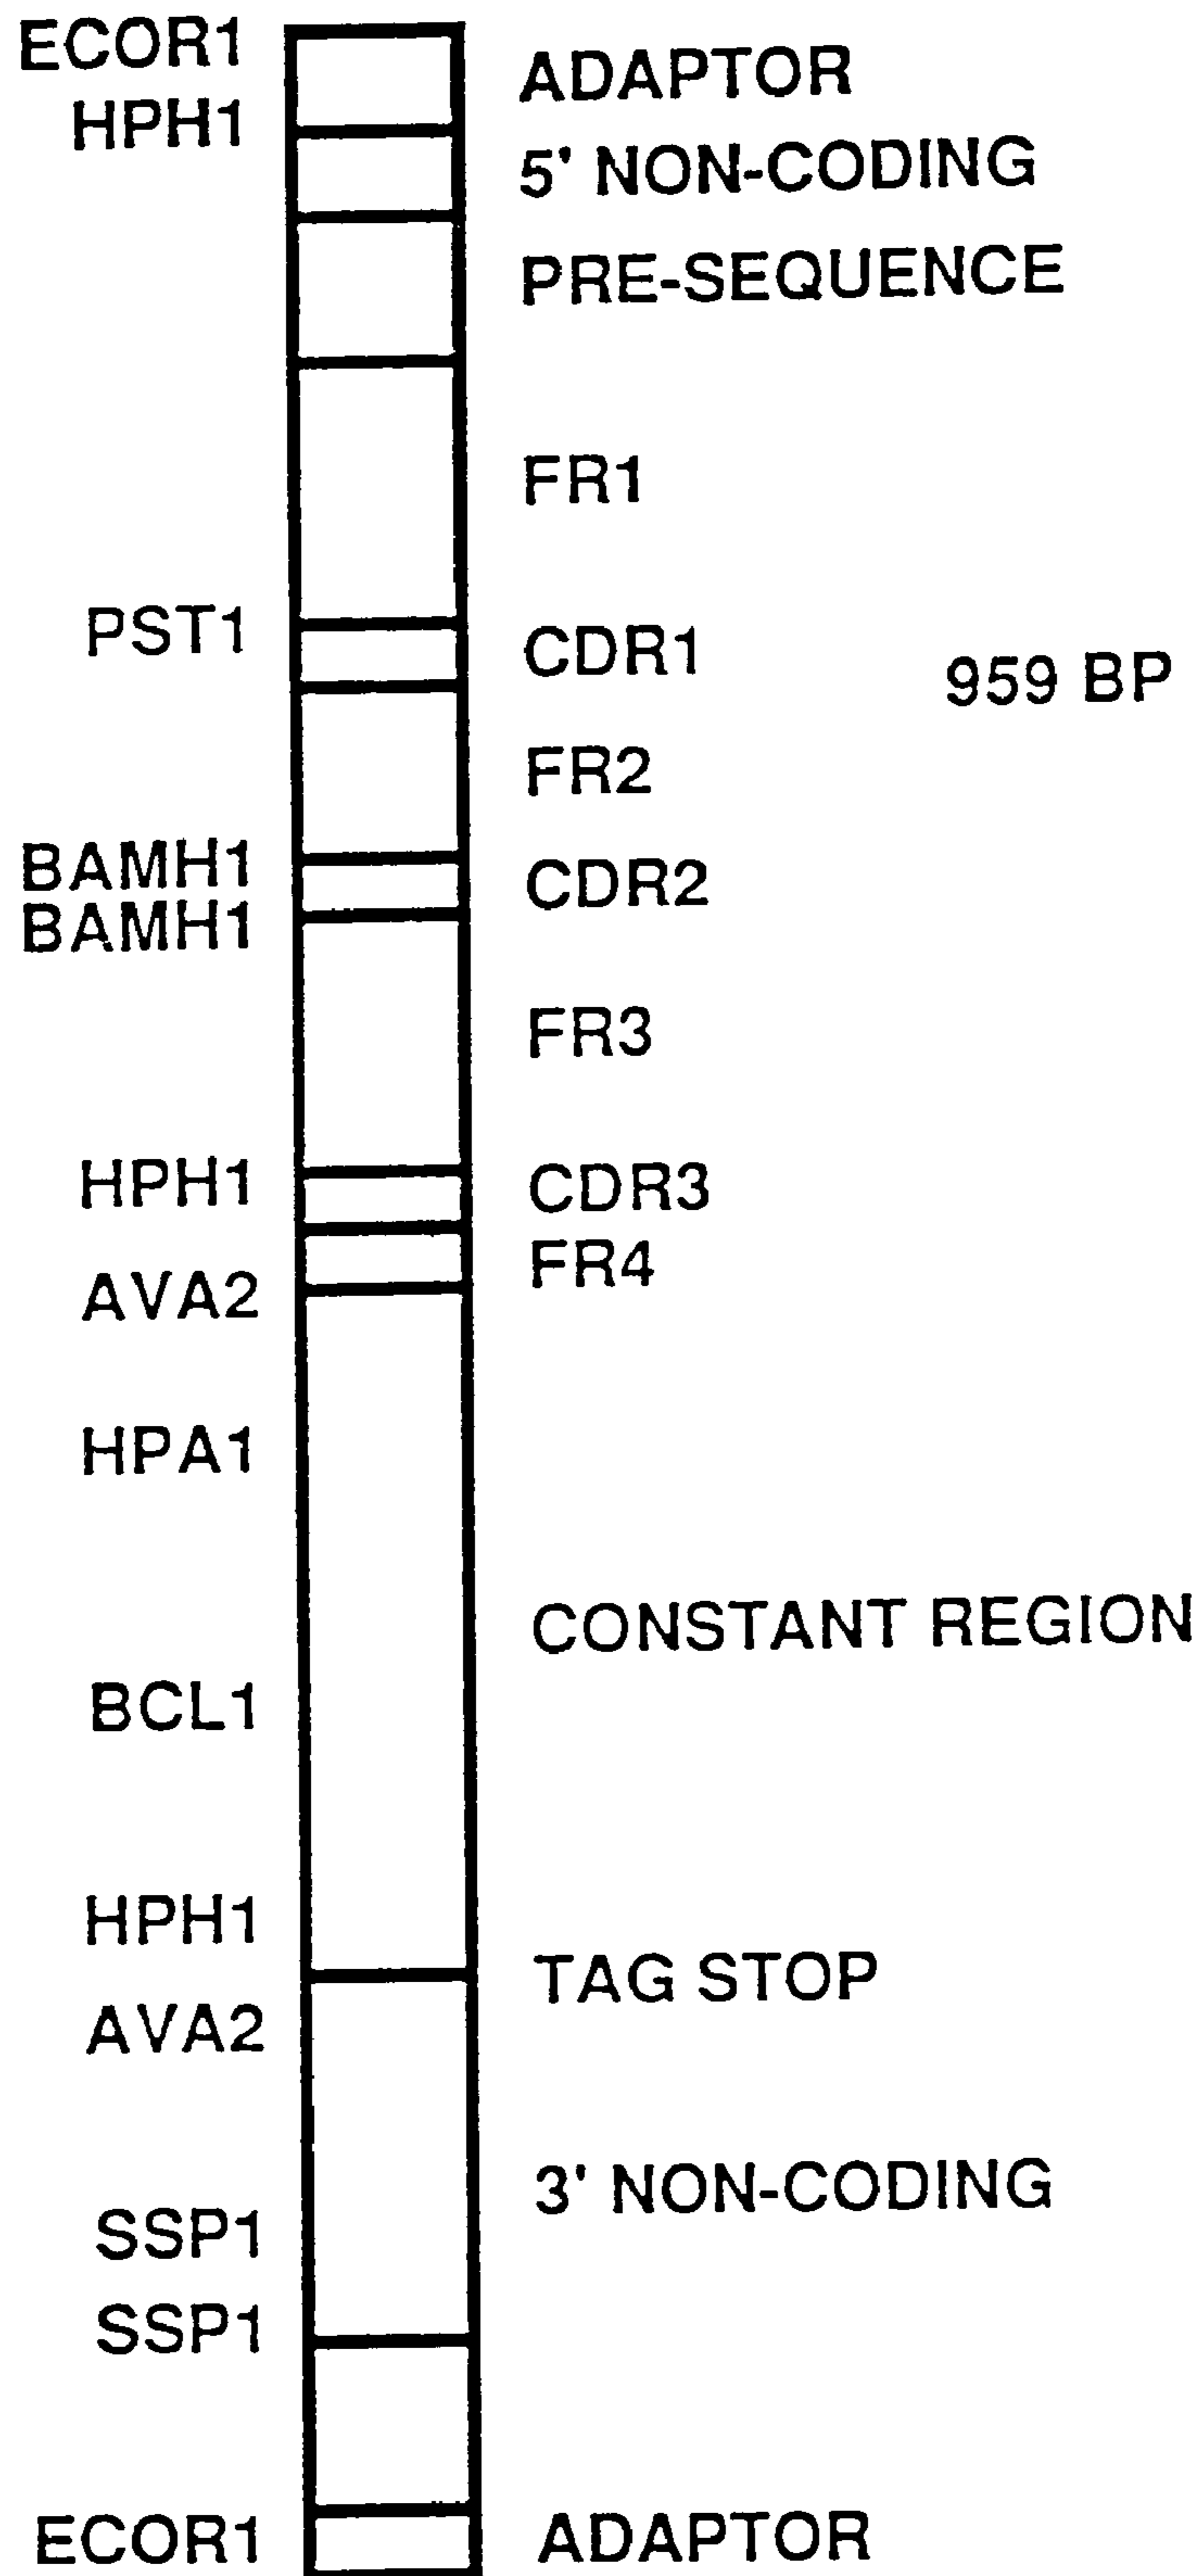 ECOR1
ADAPTOR
HPH1
5' NON-CODING
PRE-SEQUENCE
FR1
PST1
CDR1
959 BP
FR2
BAMH1
CDR2
BAMH1
FR3
HPH1
CDR3
FR4
AVA2
HPA1
CONSTANT REGION
BCL1
HPH1
TAG STOP
AVA2
3' NON-CODING
SSP1
SSP1
ECOR1
ADAPTOR